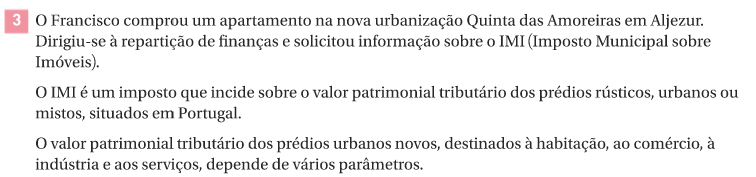 3 O Francisco comprou um apartamento na nova urbanização Quinta das Amoreiras em Aljezur.
Dirigiu-se à repartição de finanças e solicitou informação sobre o IMI (Imposto Municipal sobre
Imóveis).
O IMI é um imposto que incide sobre o valor patrimonial tributário dos prédios rústicos, urbanos ou
mistos, situados em Portugal.
O valor patrimonial tributário dos prédios urbanos novos, destinados à habitação, ao comércio, à
indústria e aos serviços, depende de vários parâmetros.